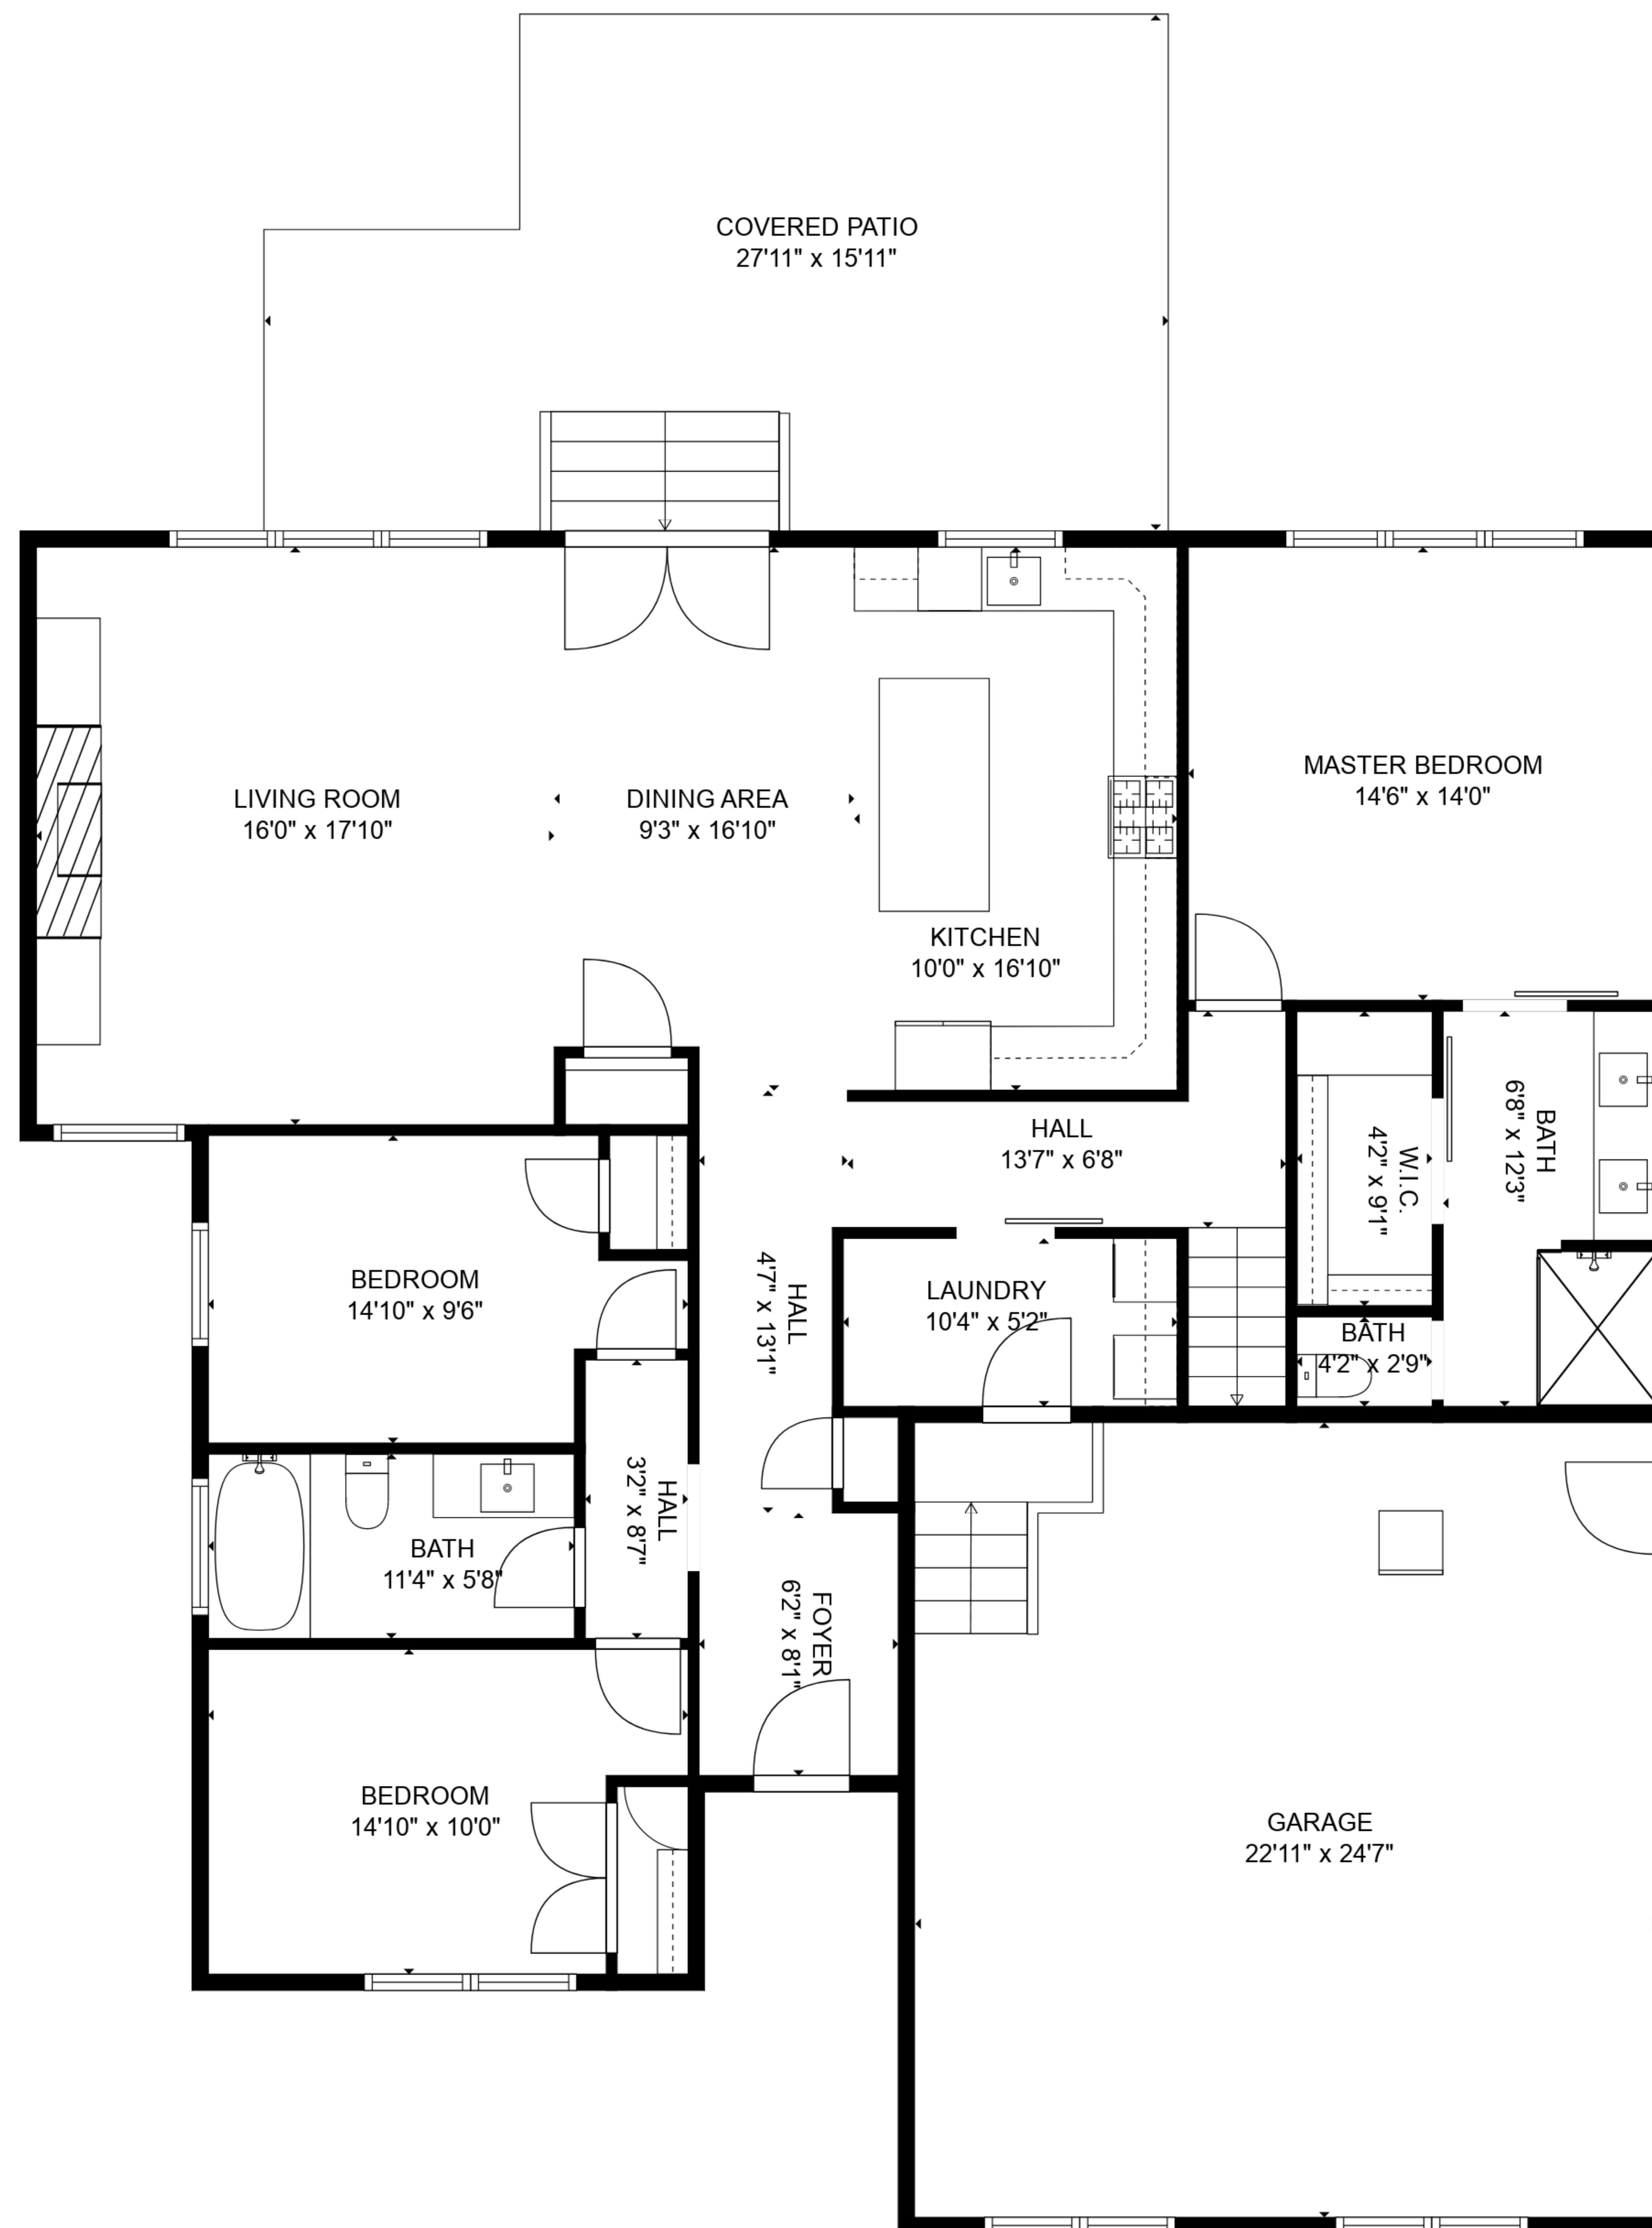 COVERED PATIO
27'11" x 15'11"
LIVING ROOM
16'0" x 17'10"
DINING AREA
9'3" x 16'10"
MASTER BEDROOM
14'6" x 14'0"
KITCHEN
10'0" x 16'10"
HALL
13'7" x 6'8"
W.I.C.
4'2" x 9'1"
BATH
6'8" x 12'3"
BEDROOM
14'10" x 9'6"
HALL
4'7" x 13'1"
LAUNDRY
10'4" x 5'2"
BATH
4'2" x 2'9"
BATH
11'4" x 5'8"
HALL
3'2" x 8'7"
FOYER
6'2" x 8'1"
BEDROOM
14'10" x 10'0"
GARAGE
22'11" x 24'7"